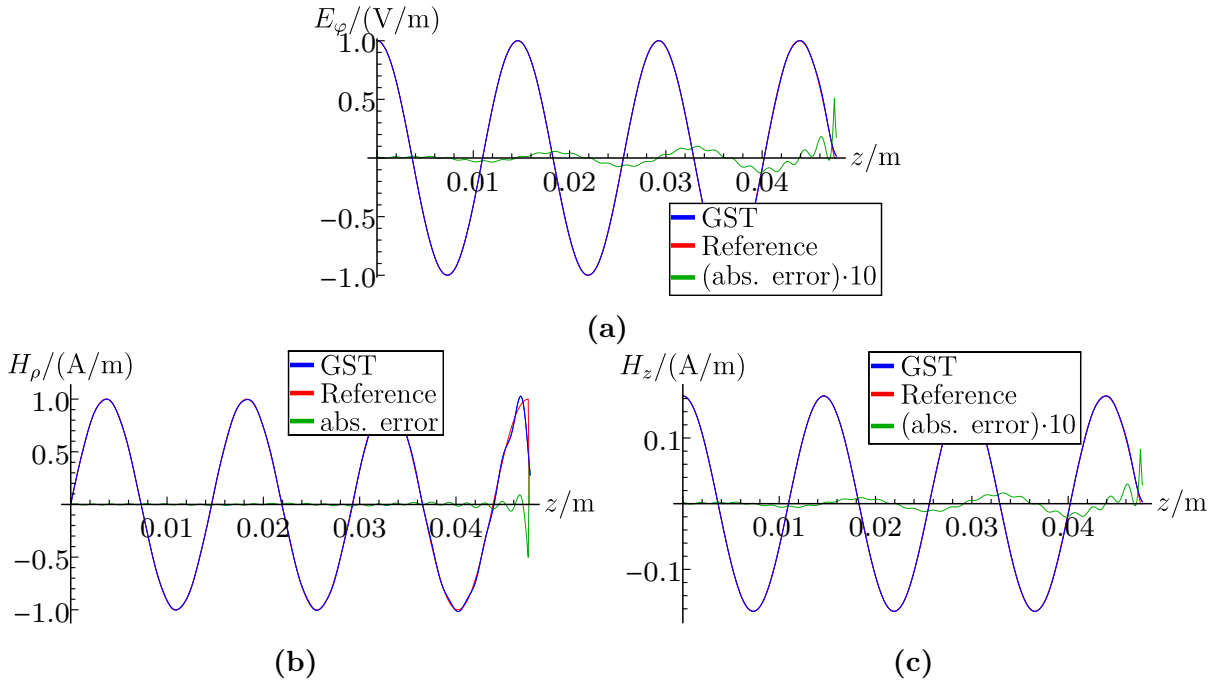 E_φ/(V/m)
1.0
0.5
−0.5
−1.0
0.01
0.02
0.03
0.04
z/m
GST
Reference
(abs. error)·10
(a)
H_ρ/(A/m)
1.0
0.5
−0.5
−1.0
0.01
0.02
0.03
0.04
z/m
GST
Reference
abs. error
(b)
H_z/(A/m)
0.1
−0.1
0.01
0.02
0.03
0.04
z/m
GST
Reference
(abs. error)·10
(c)